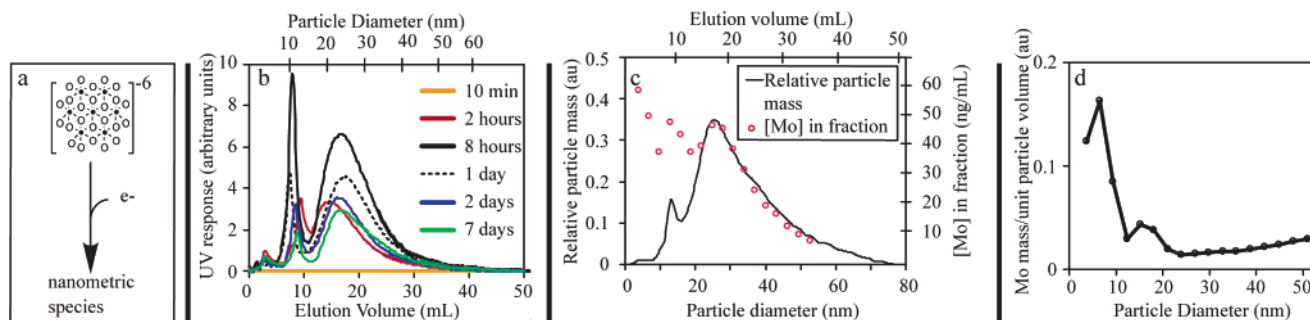 a
-6
e-
nanometric
species
Particle Diameter (nm)
10 20 30 40 50 60
b
UV response (arbitrary units)
10
8
6
4
2
0
10 min
2 hours
8 hours
1 day
2 days
7 days
0 10 20 30 40 50
Elution Volume (mL)
Elution volume (mL)
0 10 20 30 40 50
c
Relative particle mass (au)
0.5
0.4
0.3
0.2
0.1
0
Relative particle
mass
[Mo] in fraction
60
50
40
30
20
10
[Mo] in fraction (ng/mL)
0 20 40 60 80
Particle diameter (nm)
d
Mo mass/unit particle volume (au)
0.2
0.1
0
0 10 20 30 40 50
Particle Diameter (nm)